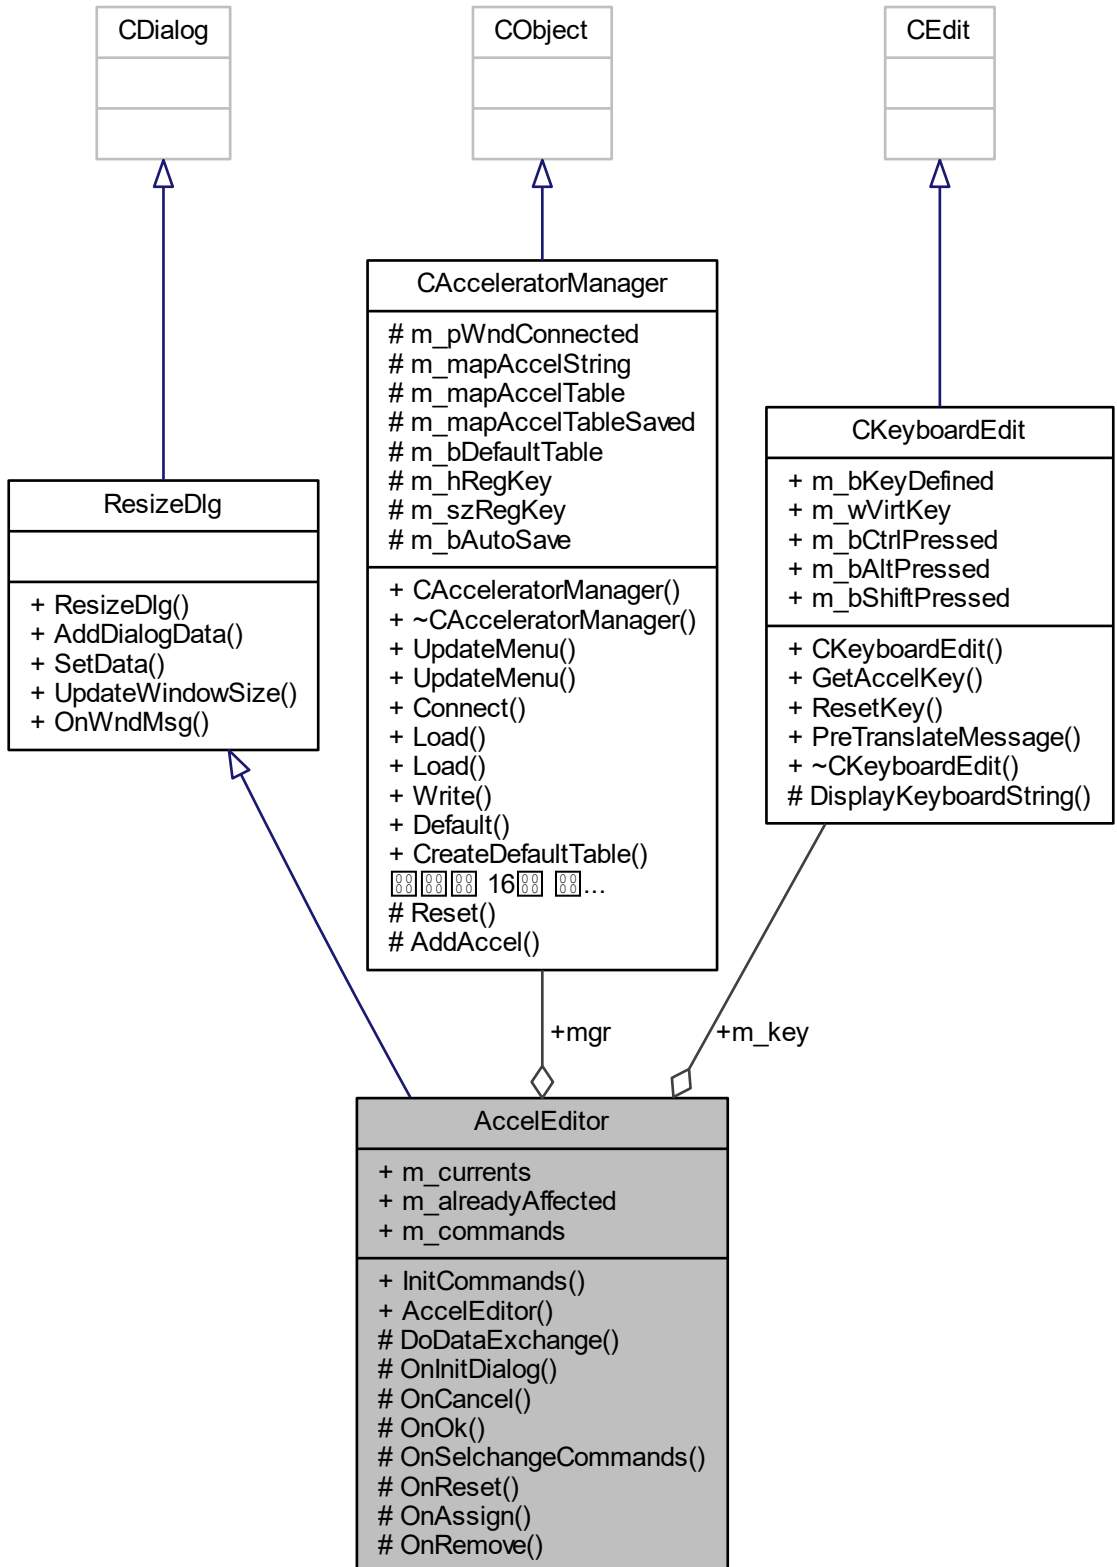 CDialog
CObject
CEdit
CAcceleratorManager
# m_pWndConnected
# m_mapAccelString
# m_mapAccelTable
# m_mapAccelTableSaved
# m_bDefaultTable
# m_hRegKey
# m_szRegKey
# m_bAutoSave
+ CAcceleratorManager()
+ ~CAcceleratorManager()
+ UpdateMenu()
+ UpdateMenu()
+ Connect()
+ Load()
+ Load()
+ Write()
+ Default()
+ CreateDefaultTable()
16 ...
# Reset()
# AddAccel()
CKeyboardEdit
+ m_bKeyDefined
+ m_wVirtKey
+ m_bCtrlPressed
+ m_bAltPressed
+ m_bShiftPressed
+ CKeyboardEdit()
+ GetAccelKey()
+ ResetKey()
+ PreTranslateMessage()
+ ~CKeyboardEdit()
# DisplayKeyboardString()
ResizeDlg
+ ResizeDlg()
+ AddDialogData()
+ SetData()
+ UpdateWindowSize()
+ OnWndMsg()
+mgr
+m_key
AccelEditor
+ m_currents
+ m_alreadyAffected
+ m_commands
+ InitCommands()
+ AccelEditor()
# DoDataExchange()
# OnInitDialog()
# OnCancel()
# OnOk()
# OnSelchangeCommands()
# OnReset()
# OnAssign()
# OnRemove()